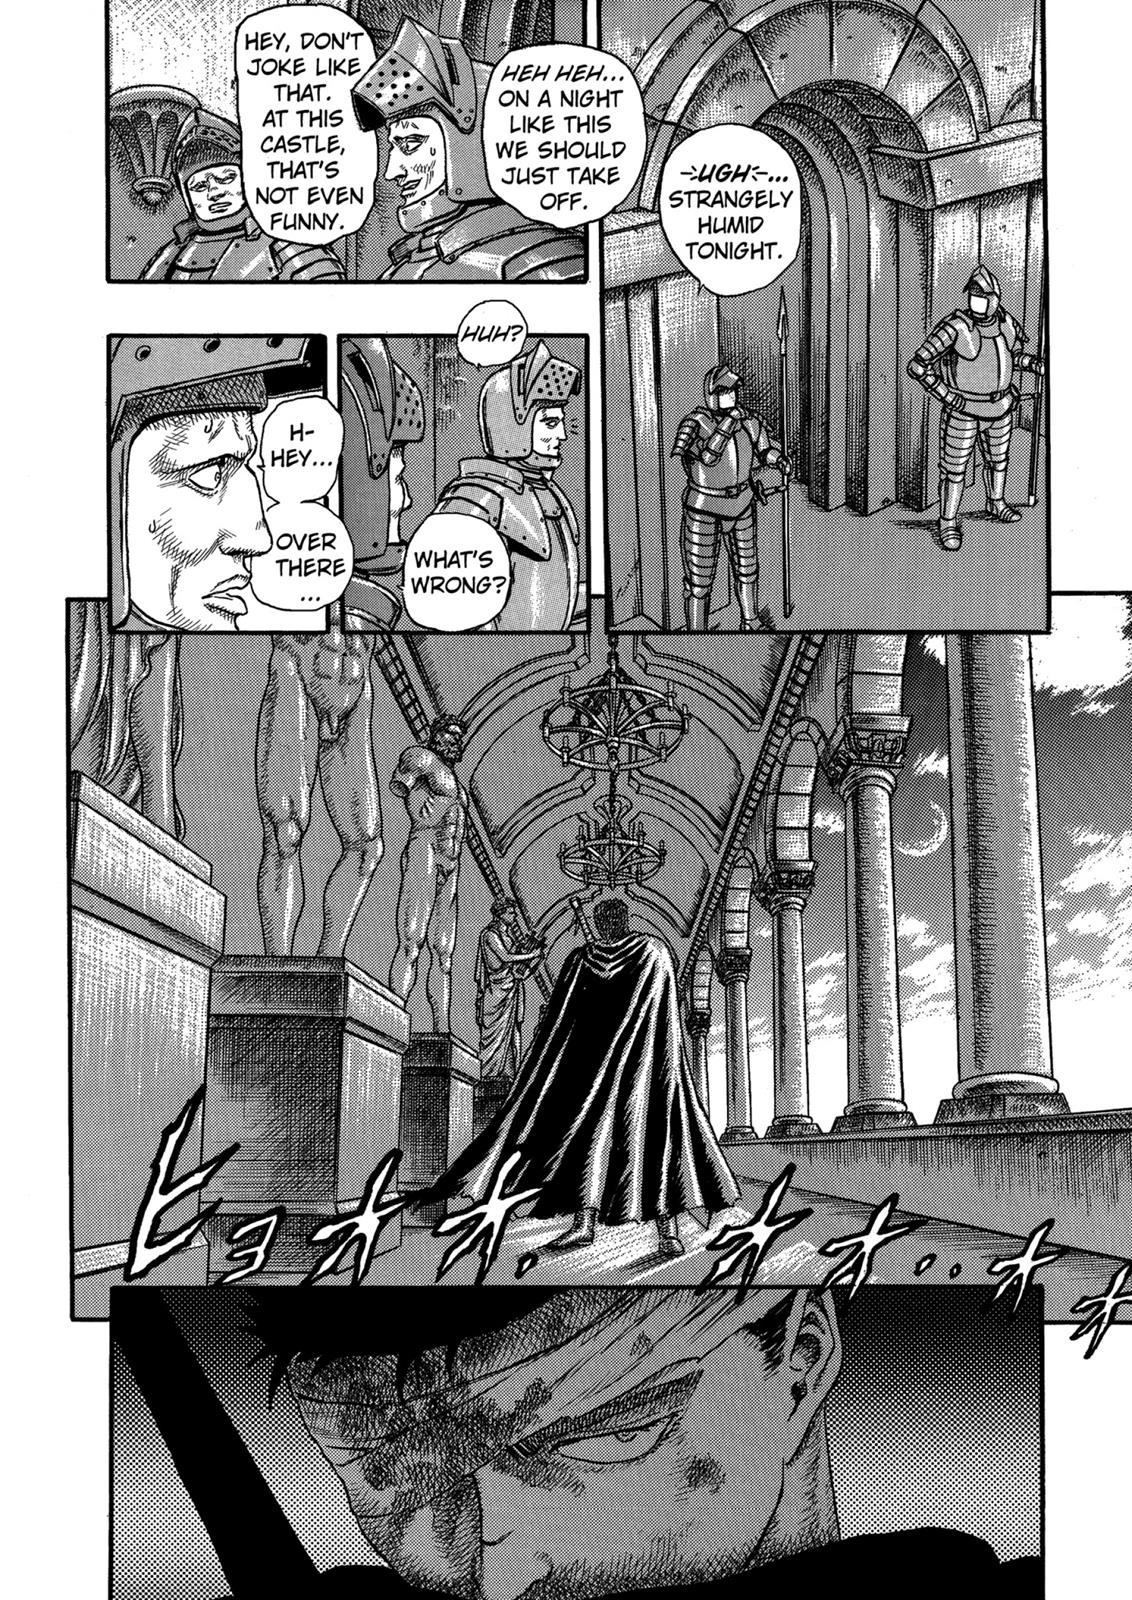 -UGH-...
STRANGELY
HUMID
TONIGHT.
HEH HEH...
ON A NIGHT
LIKE THIS
WE SHOULD
JUST TAKE
OFF.
HEY, DON'T
JOKE LIKE
THAT.
AT THIS
CASTLE,
THAT'S
NOT EVEN
FUNNY.
HUH?
WHAT'S
WRONG?
H-
HEY...
OVER
THERE
...
ヒョオオ.オオ..オオ